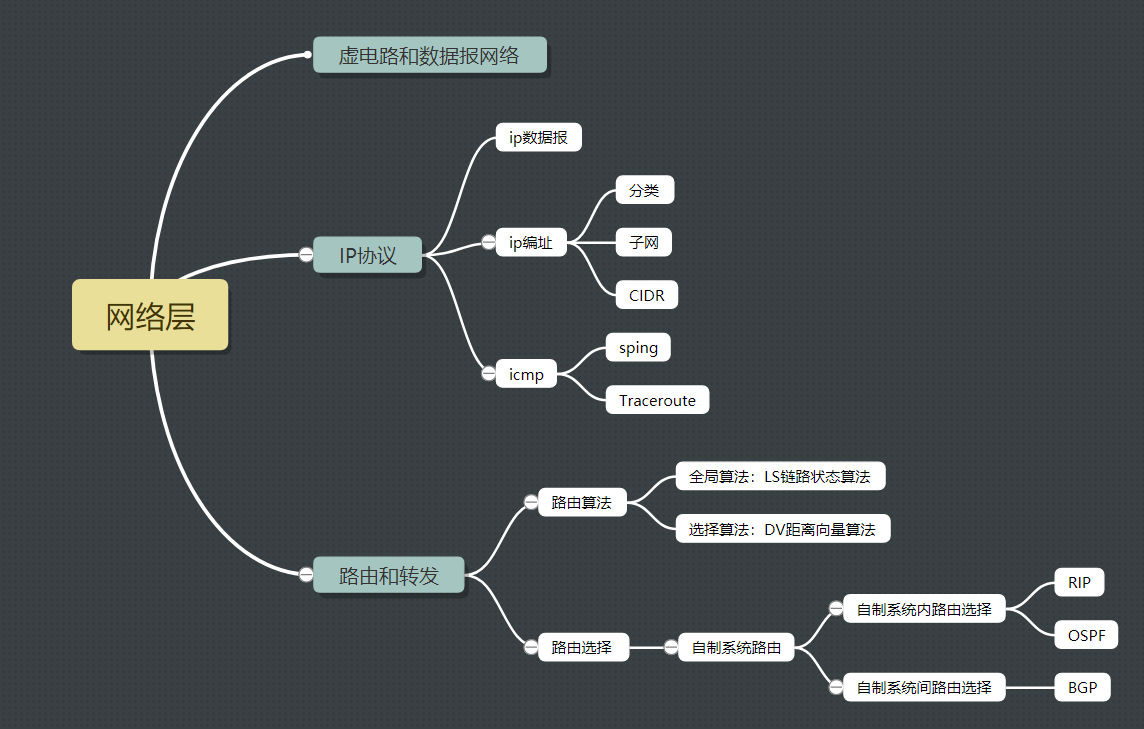 虚电路和数据报网络
ip数据报
分类
ip编址
子网
IP协议
CIDR
网络层
sping
icmp
Traceroute
全局算法：LS链路状态算法
路由算法
选择算法：DV距离向量算法
路由和转发
RIP
自制系统内路由选择
OSPF
路由选择
自制系统路由
自制系统间路由选择
BGP